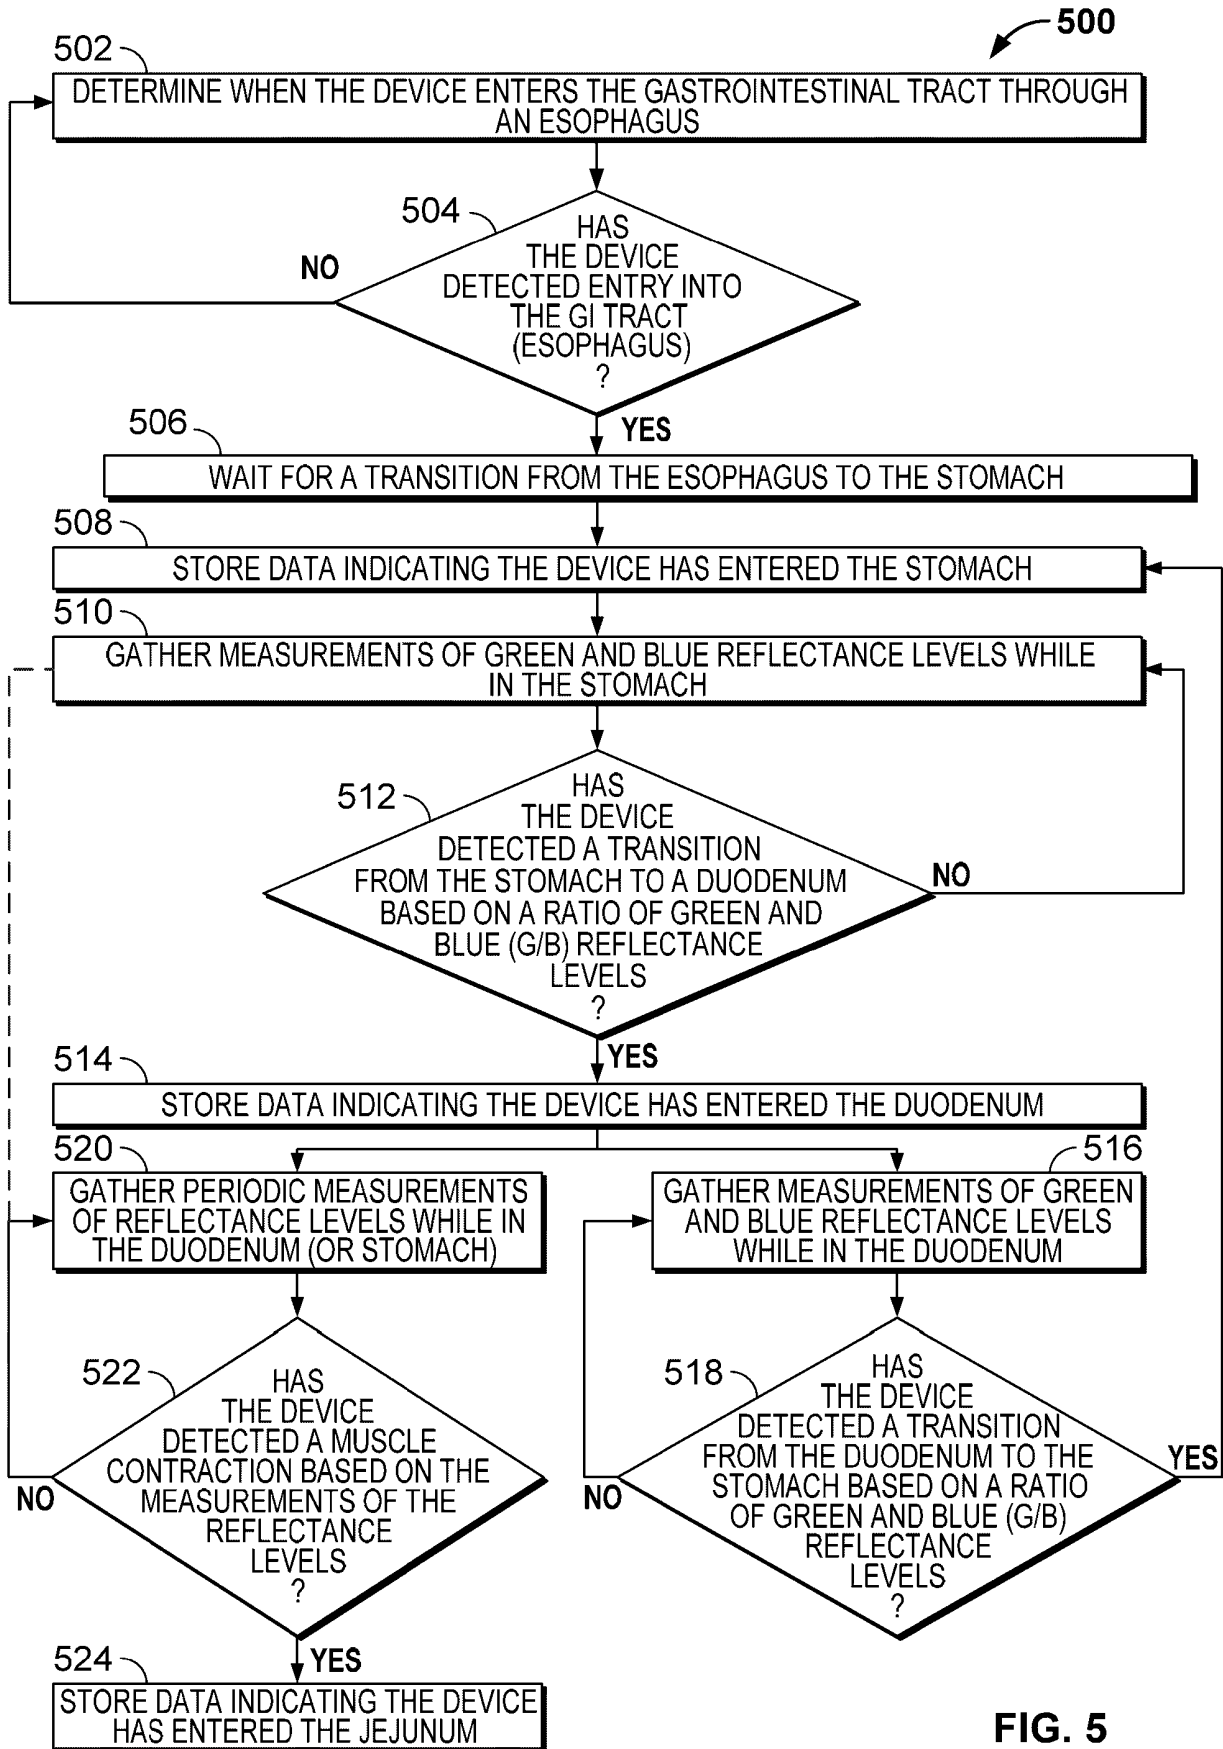 500
502
DETERMINE WHEN THE DEVICE ENTERS THE GASTROINTESTINAL TRACT THROUGH
AN ESOPHAGUS
504
HAS
THE DEVICE
DETECTED ENTRY INTO
THE GI TRACT
(ESOPHAGUS)
?
NO
YES
506
WAIT FOR A TRANSITION FROM THE ESOPHAGUS TO THE STOMACH
508
STORE DATA INDICATING THE DEVICE HAS ENTERED THE STOMACH
510
GATHER MEASUREMENTS OF GREEN AND BLUE REFLECTANCE LEVELS WHILE
IN THE STOMACH
512
HAS
THE DEVICE
DETECTED A TRANSITION
FROM THE STOMACH TO A DUODENUM
BASED ON A RATIO OF GREEN AND
BLUE (G/B) REFLECTANCE
LEVELS
?
NO
YES
514
STORE DATA INDICATING THE DEVICE HAS ENTERED THE DUODENUM
520
GATHER PERIODIC MEASUREMENTS
OF REFLECTANCE LEVELS WHILE IN
THE DUODENUM (OR STOMACH)
516
GATHER MEASUREMENTS OF GREEN
AND BLUE REFLECTANCE LEVELS
WHILE IN THE DUODENUM
522
HAS
THE DEVICE
DETECTED A MUSCLE
CONTRACTION BASED ON THE
MEASUREMENTS OF THE
REFLECTANCE
LEVELS
?
NO
YES
518
HAS
THE DEVICE
DETECTED A TRANSITION
FROM THE DUODENUM TO THE
STOMACH BASED ON A RATIO
OF GREEN AND BLUE (G/B)
REFLECTANCE
LEVELS
?
NO
YES
524
STORE DATA INDICATING THE DEVICE
HAS ENTERED THE JEJUNUM
FIG. 5